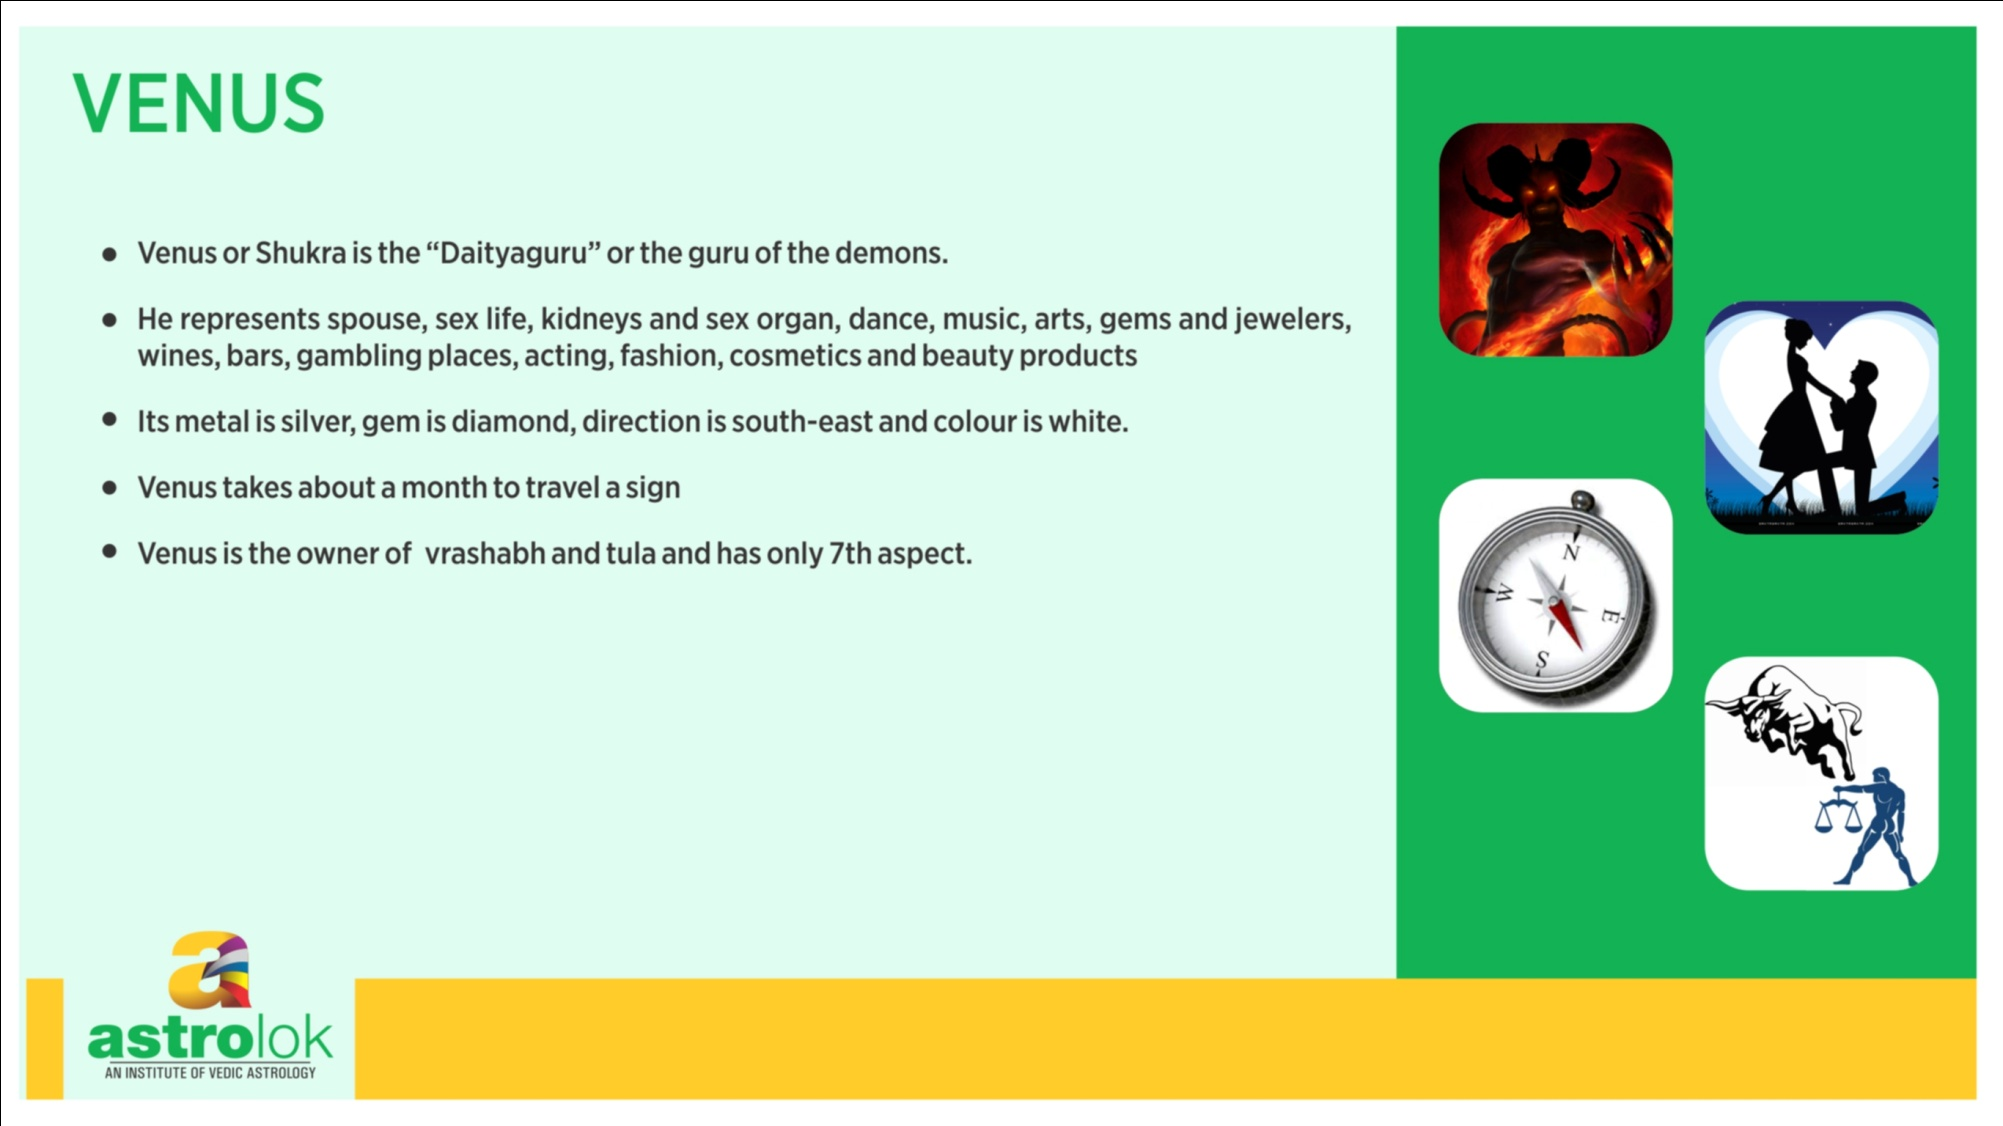 VENUS
● Venus or Shukra is the “Daityaguru” or the guru of the demons.
● He represents spouse, sex life, kidneys and sex organ, dance, music, arts, gems and jewelers,
wines, bars, gambling places, acting, fashion, cosmetics and beauty products
● Its metal is silver, gem is diamond, direction is south-east and colour is white.
● Venus takes about a month to travel a sign
● Venus is the owner of  vrashabh and tula and has only 7th aspect.
N
W
E
S
a
astrolok
AN INSTITUTE OF VEDIC ASTROLOGY